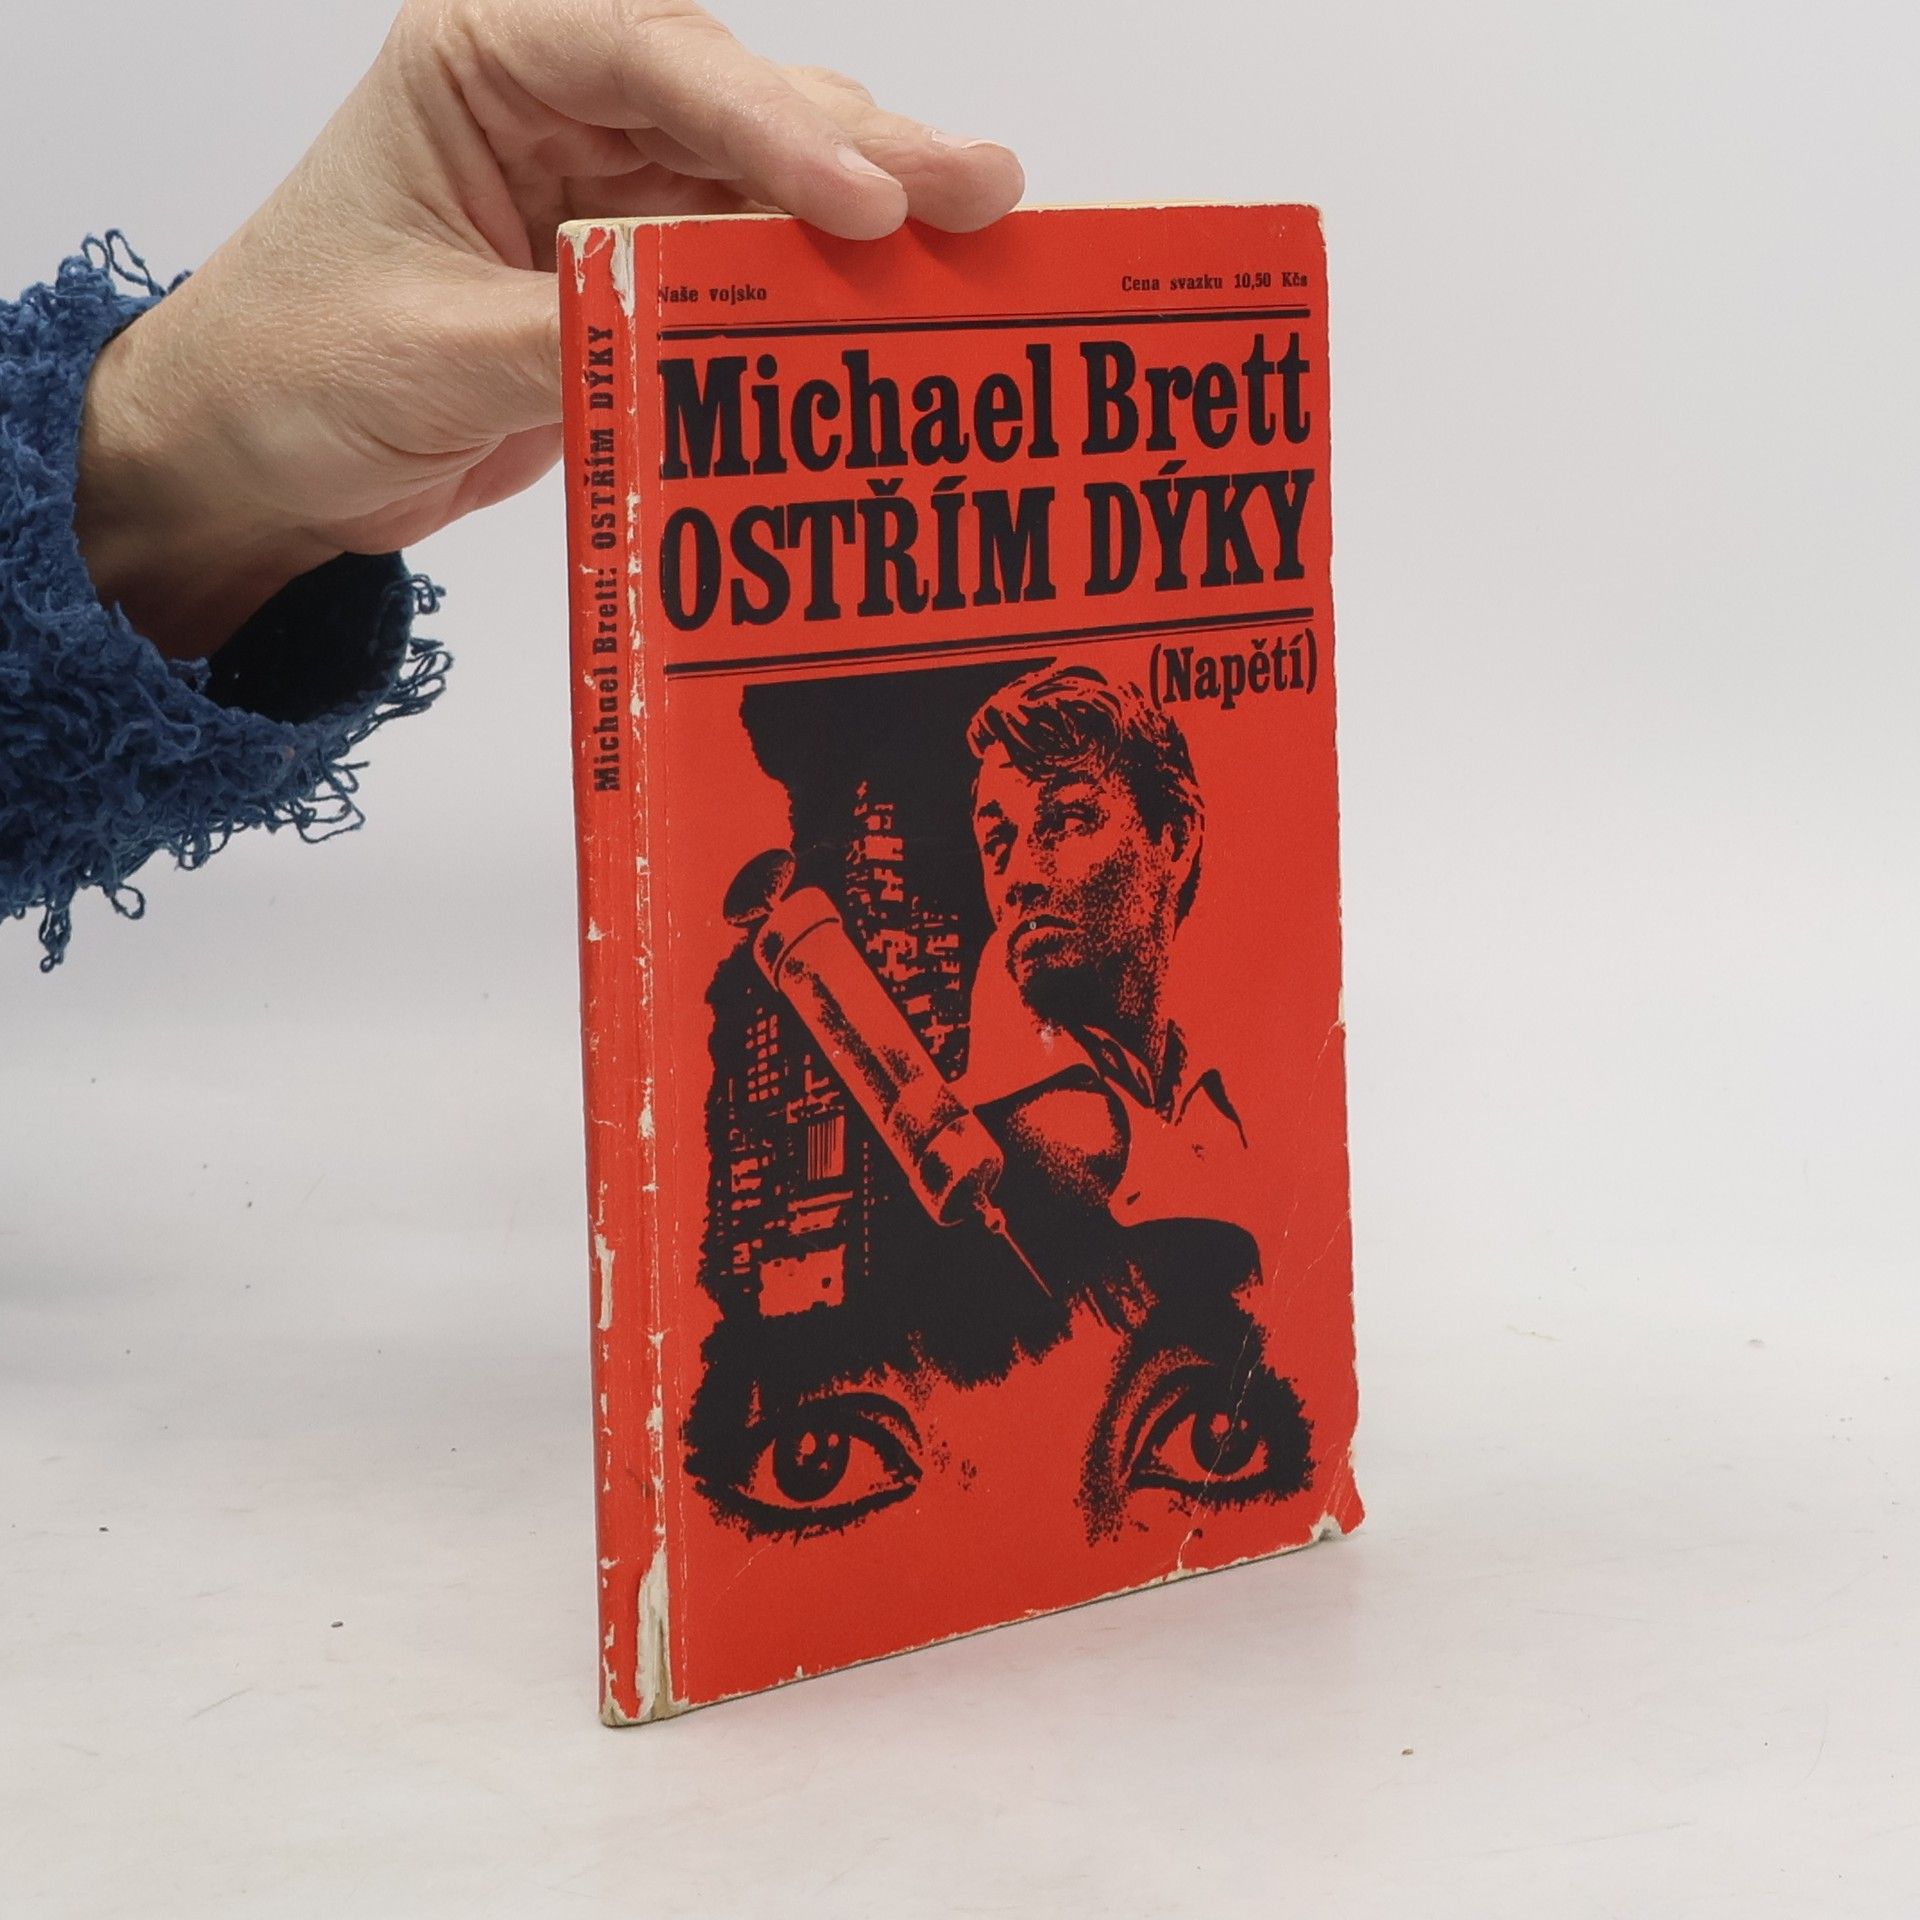 Naše vojsko
Cena svazku 10,50 Kčs
Michael Brett
OSTŘÍM DÝKY
(Napětí)
Michael Brett: OSTŘÍM DÝKY